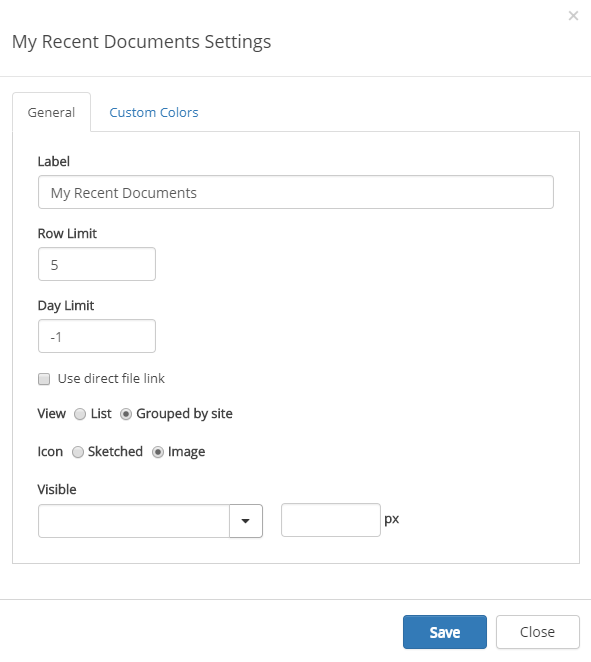 ×
My Recent Documents Settings
General Custom Colors
Label
My Recent Documents
Row Limit
5
Day Limit
-1
Use direct file link
View List Grouped by site
Icon Sketched Image
Visible
px
Save Close